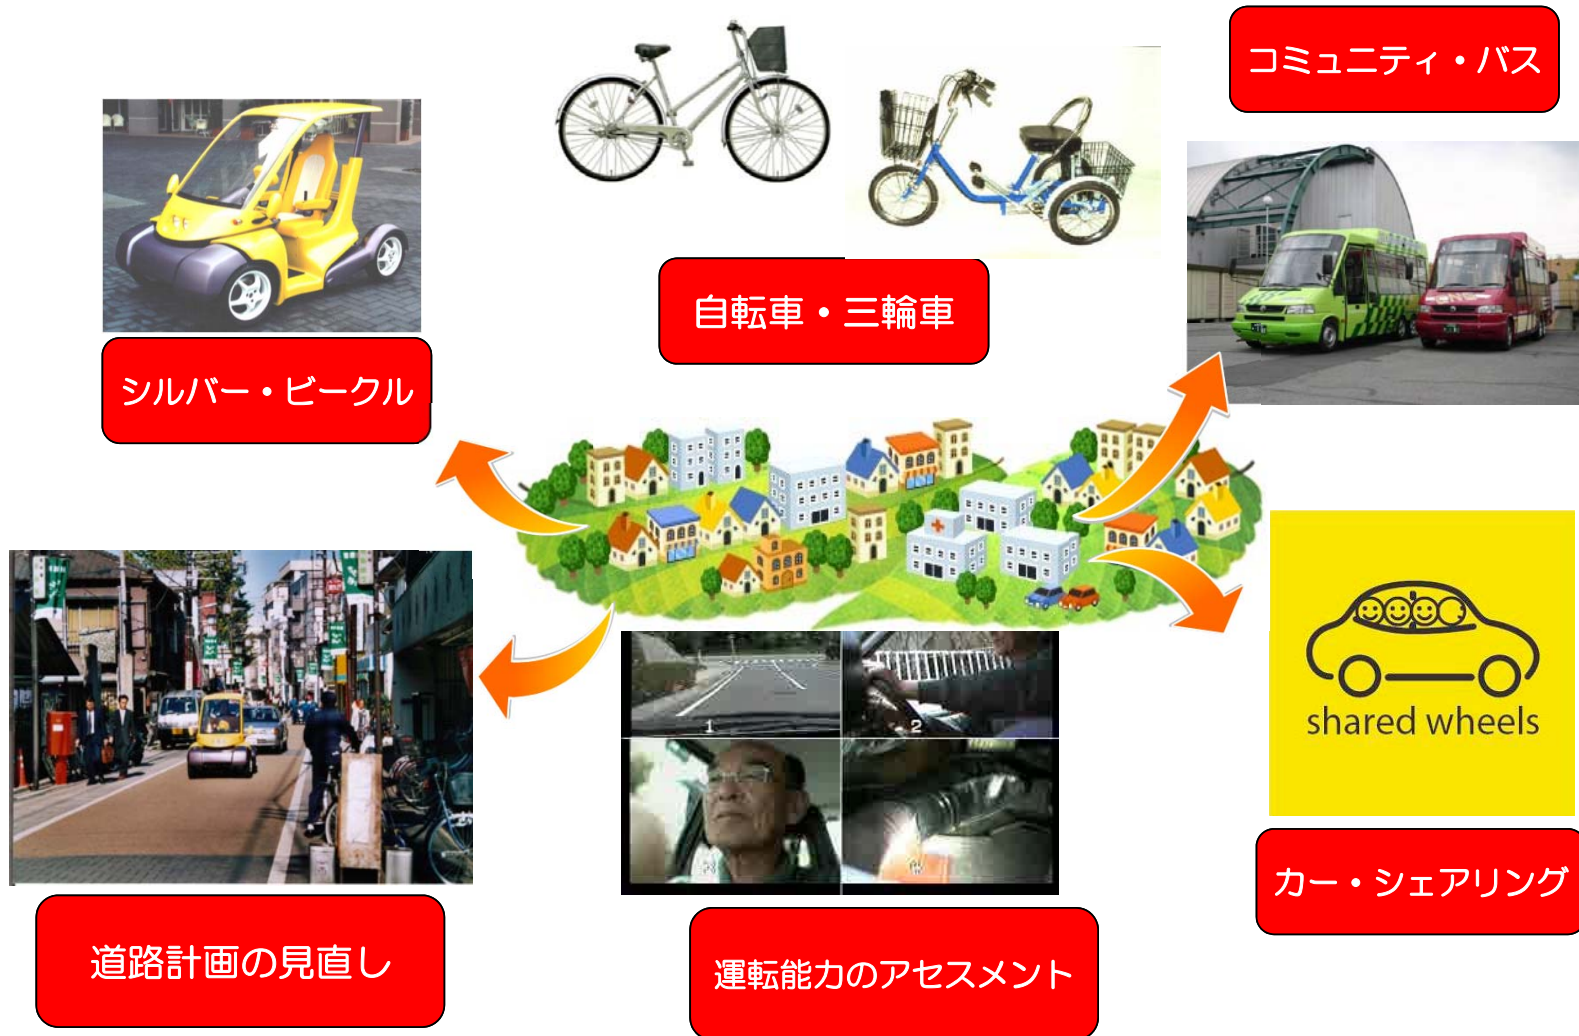 コミュニティ・バス
自転車・三輪車
シルバー・ビークル
shared wheels
1
2
カー・シェアリング
道路計画の見直し
運転能力のアセスメント